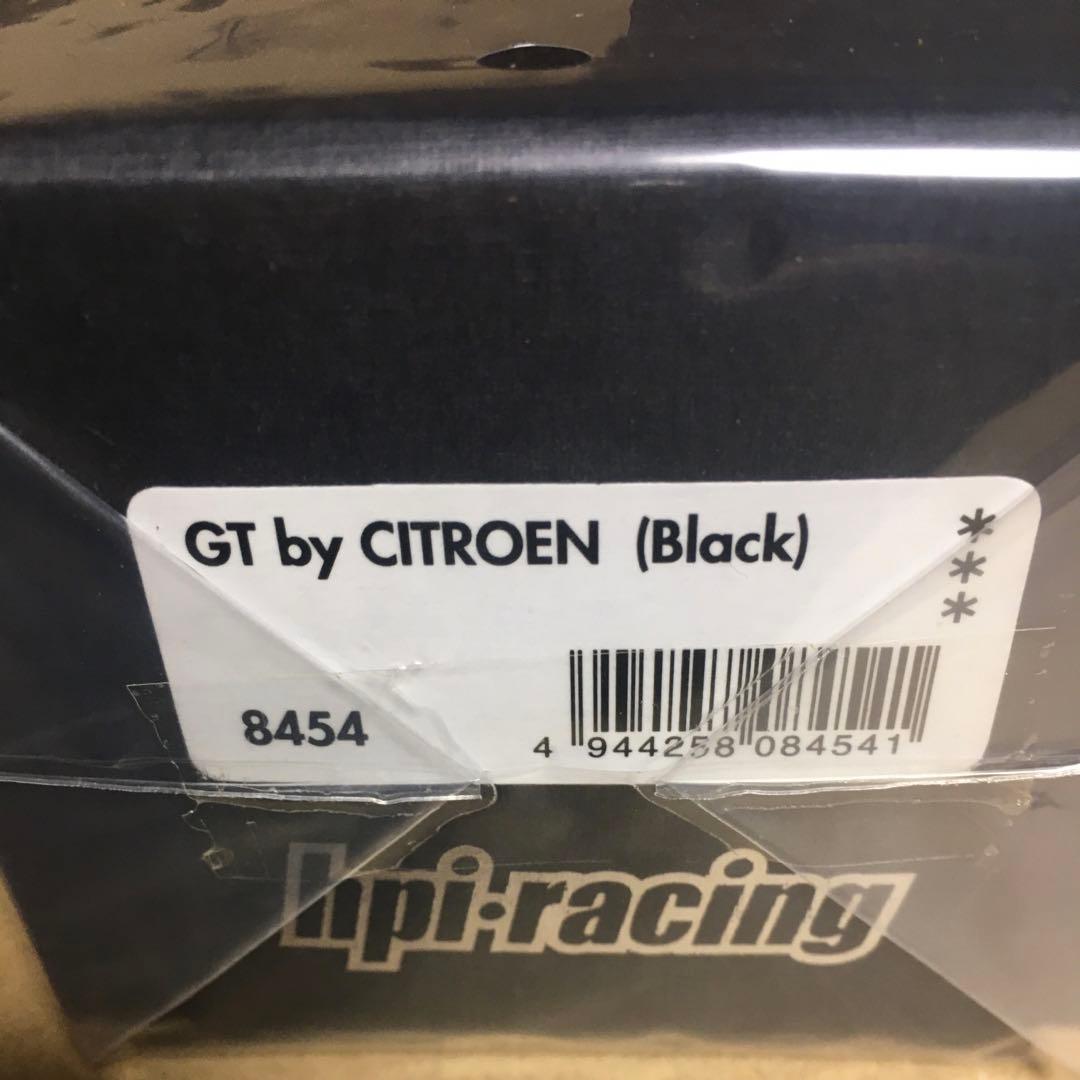 GT by CITROEN (Black)
*
*
*
8454
4 944258 084541
hpi·racing